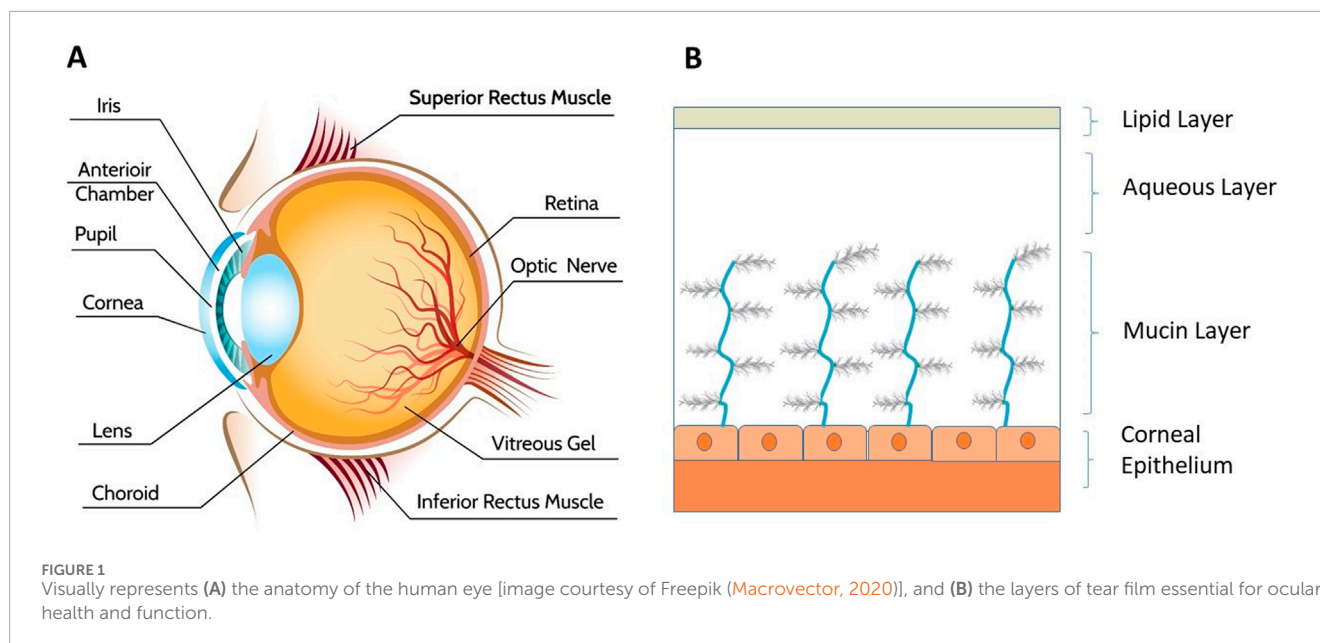 A
Iris
Anterioir
Chamber
Pupil
Cornea
Lens
Choroid
Superior Rectus Muscle
Retina
Optic Nerve
Vitreous Gel
Inferior Rectus Muscle
B
Lipid Layer
Aqueous Layer
Mucin Layer
Corneal
Epithelium
FIGURE 1
Visually represents (A) the anatomy of the human eye [image courtesy of Freepik (Macrovector, 2020)], and (B) the layers of tear film essential for ocular
health and function.